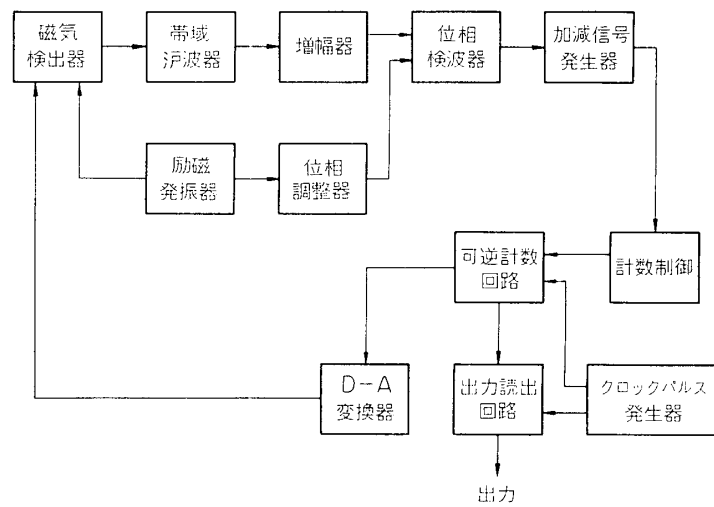 磁気
検出器
帯域
沪波器
増幅器
位相
検波器
加減信号
発生器
励磁
発振器
位相
調整器
可逆計数
回路
計数制御
D-A
変換器
出力読出
回路
クロックパルス
発生器
出力